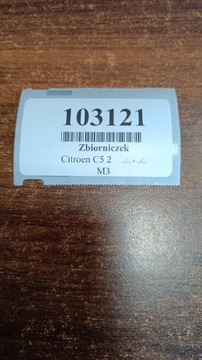 103121
Zbiorniczek
Citroen C5 2 ./.. - ./..
M3